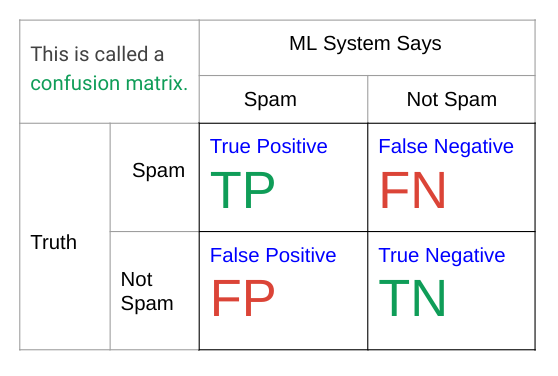 This is called a
confusion matrix.
ML System Says
Spam
Not Spam
Truth
Spam
True Positive
TP
False Negative
FN
Not
Spam
False Positive
FP
True Negative
TN